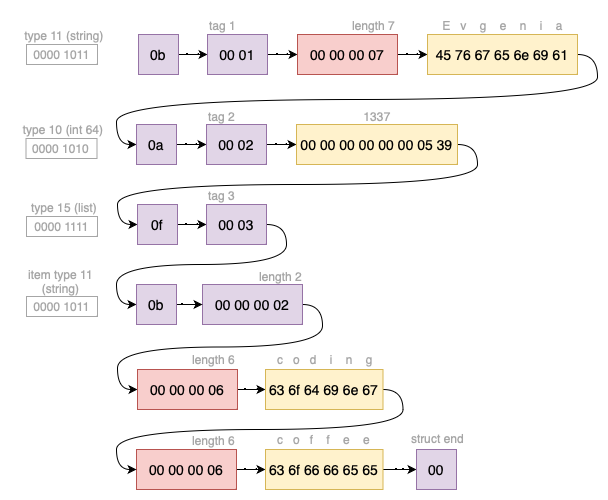 tag 1
length 7
E v g e n i a
type 11 (string)
0000 1011
0b
00 01
00 00 00 07
45 76 67 65 6e 69 61
tag 2
1337
type 10 (int 64)
0000 1010
0a
00 02
00 00 00 00 00 00 05 39
tag 3
type 15 (list)
0000 1111
0f
00 03
item type 11
(string)
0000 1011
length 2
0b
00 00 00 02
length 6
c o d i n g
00 00 00 06
63 6f 64 69 6e 67
length 6
c o f f e e
struct end
00 00 00 06
63 6f 66 66 65 65
00